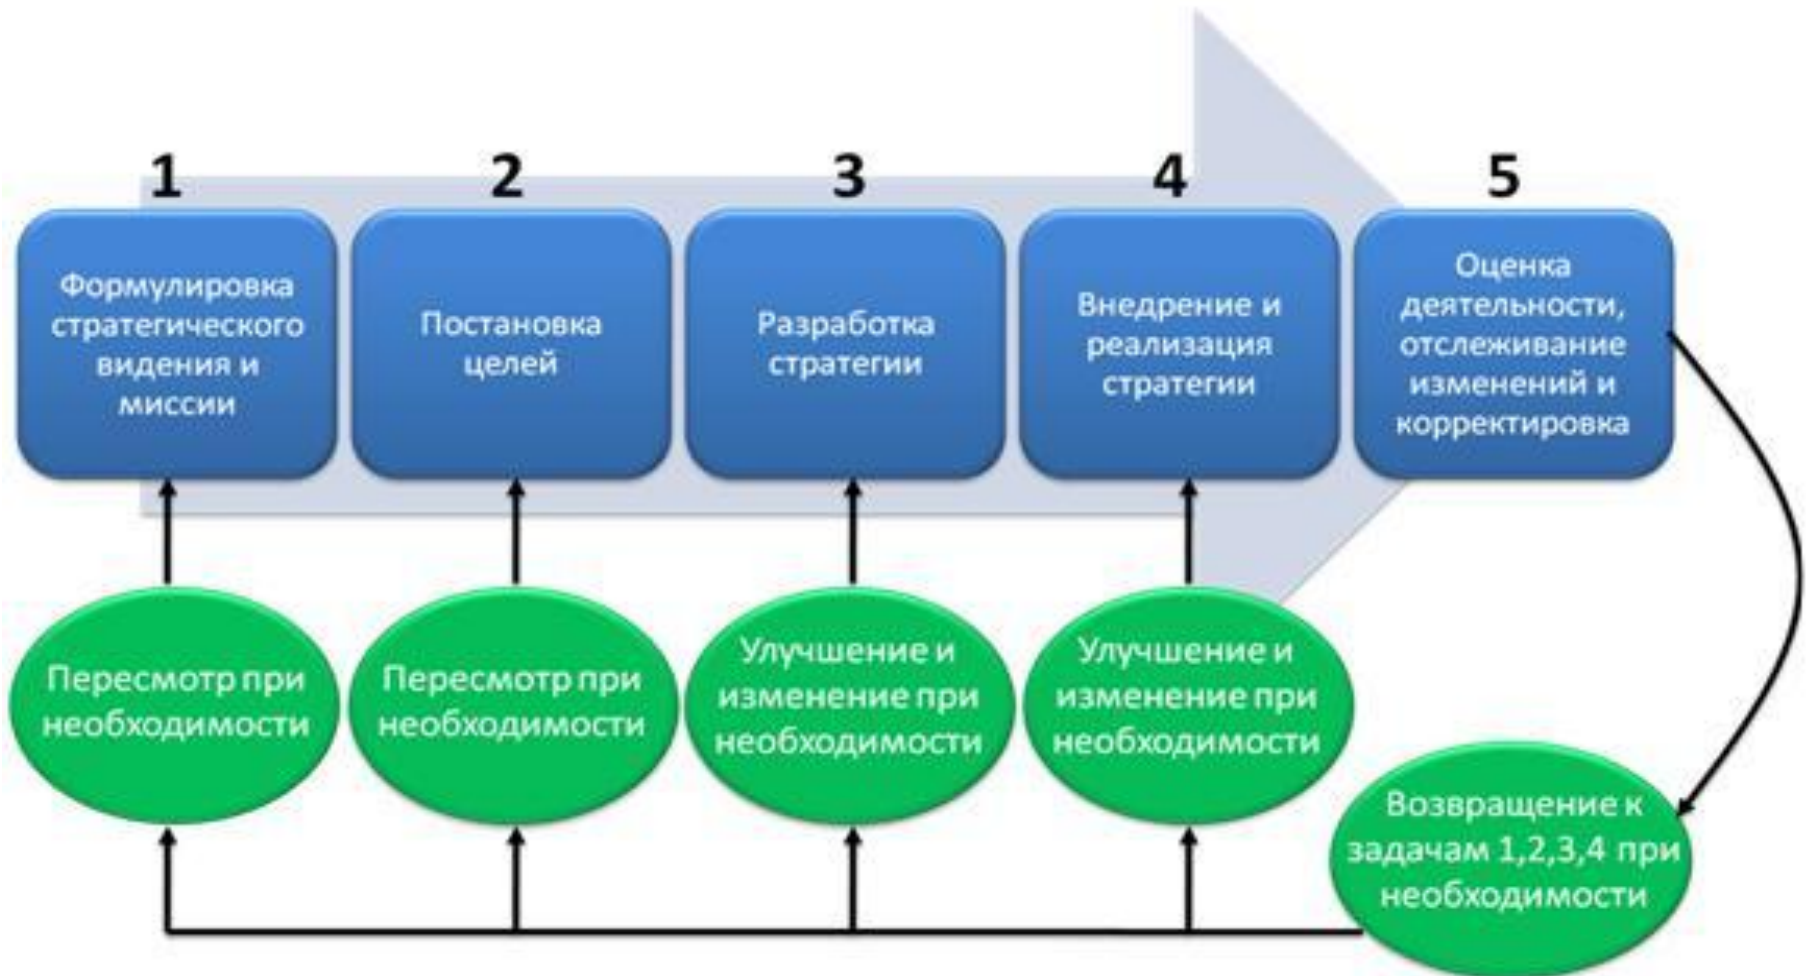 1
Формулировка
стратегического
видения и
миссии
2
Постановка
целей
3
Разработка
стратегии
4
Внедрение и
реализация
стратегии
5
Оценка
деятельности,
отслеживание
изменений и
корректировка
Пересмотр при
необходимости
Пересмотр при
необходимости
Улучшение и
изменение при
необходимости
Улучшение и
изменение при
необходимости
Возвращение к
задачам 1,2,3,4 при
необходимости